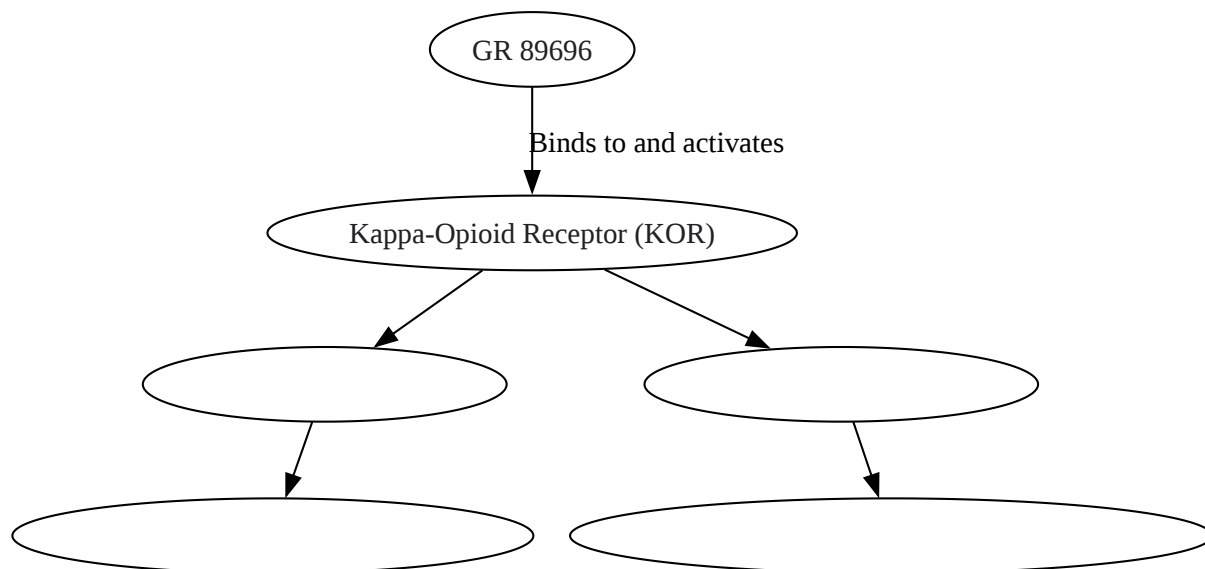 GR 89696
Binds to and activates
Kappa-Opioid Receptor (KOR)